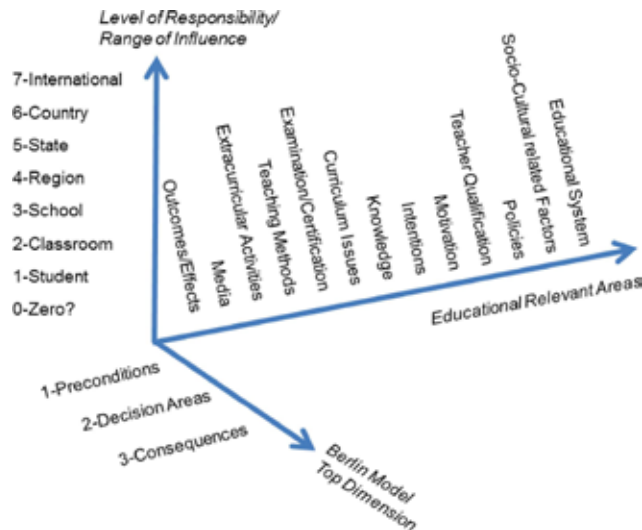 Level of Responsibility/
Range of Influence
7-International
6-Country
5-State
4-Region
3-School
2-Classroom
1-Student
0-Zero?
Outcomes/Effects
Media
Extracurricular Activities
Teaching Methods
Examination/Certification
Curriculum Issues
Knowledge
Intentions
Motivation
Teacher Qualification
Policies
Socio-Cultural related Factors
Educational System
Educational Relevant Areas
1-Preconditions
2-Decision Areas
3-Consequences
Berlin Model
Top Dimension